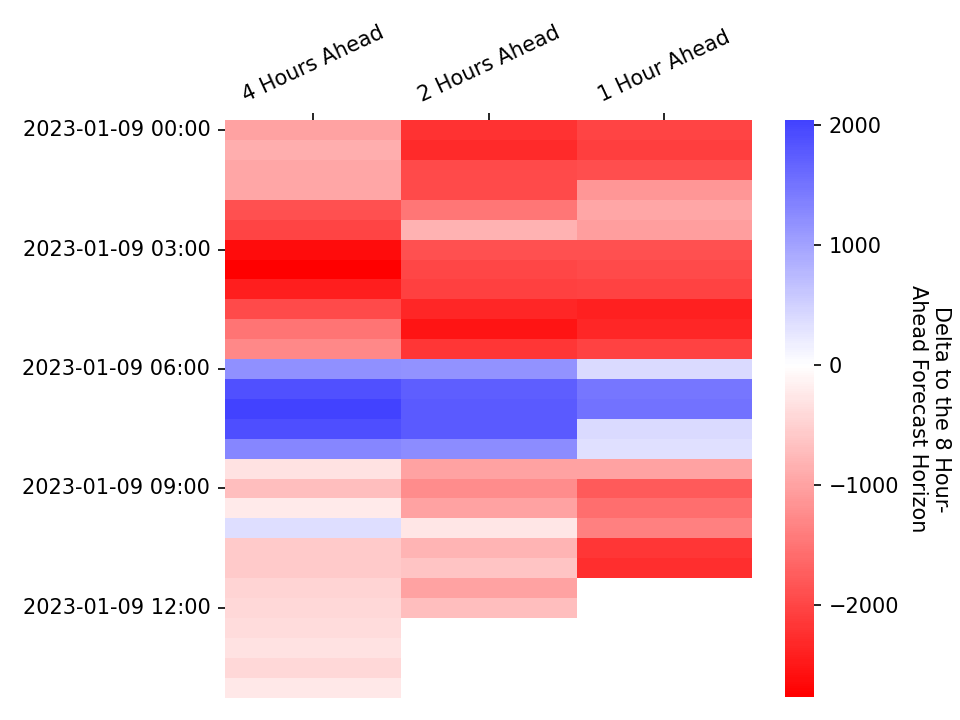 4 Hours Ahead
2 Hours Ahead
1 Hour Ahead
2023-01-09 00:00
2023-01-09 03:00
2023-01-09 06:00
2023-01-09 09:00
2023-01-09 12:00
2000
1000
0
−1000
−2000
Delta to the 8 Hour-
Ahead Forecast Horizon